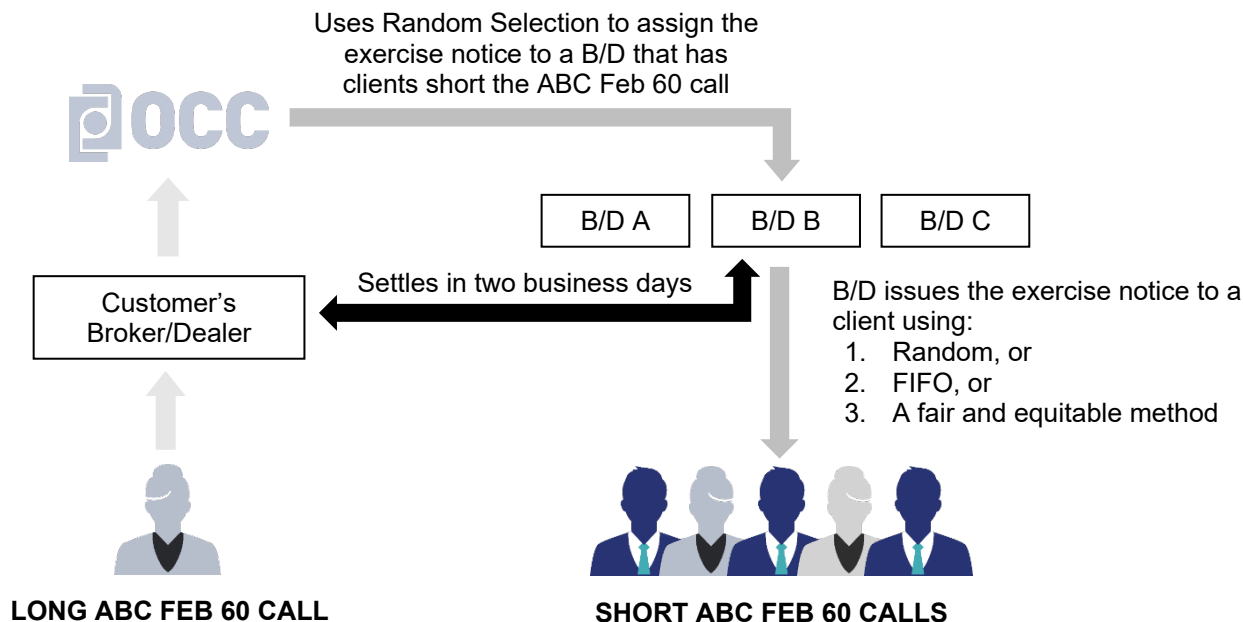 Uses Random Selection to assign the
exercise notice to a B/D that has
clients short the ABC Feb 60 call
OCC
B/D A
B/D B
B/D C
Settles in two business days
Customer’s
Broker/Dealer
B/D issues the exercise notice to a
client using:
1. Random, or
2. FIFO, or
3. A fair and equitable method
LONG ABC FEB 60 CALL
SHORT ABC FEB 60 CALLS